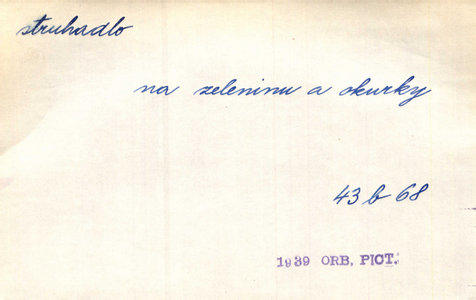 struhadlo
na zeleninu a okurky
43 b 68
1939 ORB. PICT.